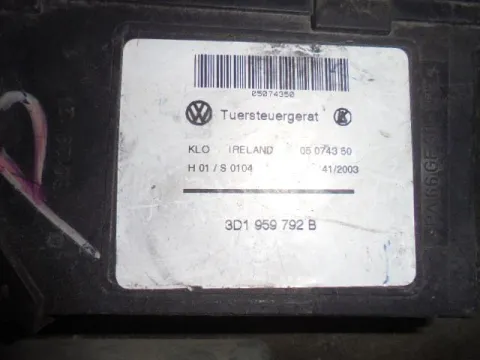 05074350
Tuersteuergerat
KLO IRELAND 05 0743 50
H 01 / S 0104 41/2003
3D1 959 792 B